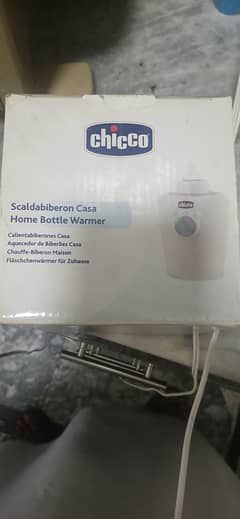 chicco
Scaldabiberon Casa
Home Bottle Warmer
Calientabiberones Casa
Aquecedor de Biberões Casa
Chauffe-Biberon Maison
Fläschchenwärmer für Zuhause
chicco